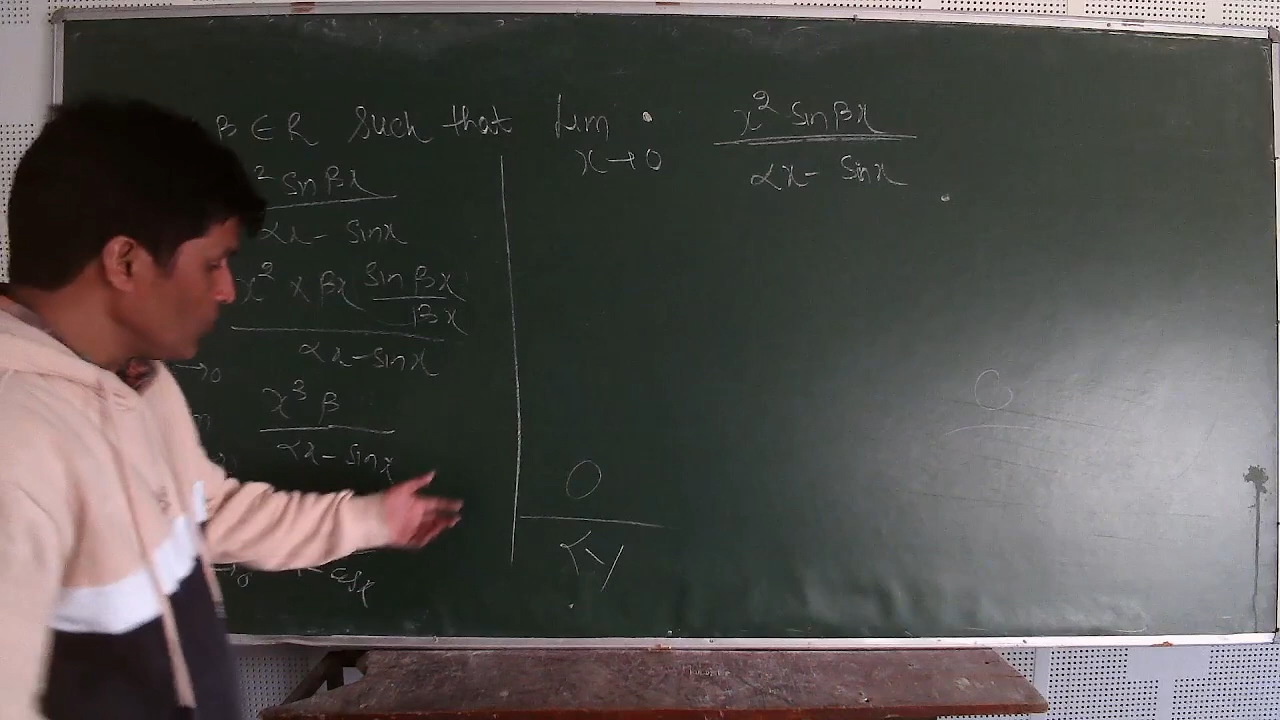 β ∈ R Such that lim x→0 x² Sin βx / αx - Sin x
² Sin βx / αx - Sin x
x² × βx Sin βx / βx
αx - Sin x
→0
x³ β / αx - Sin x
0